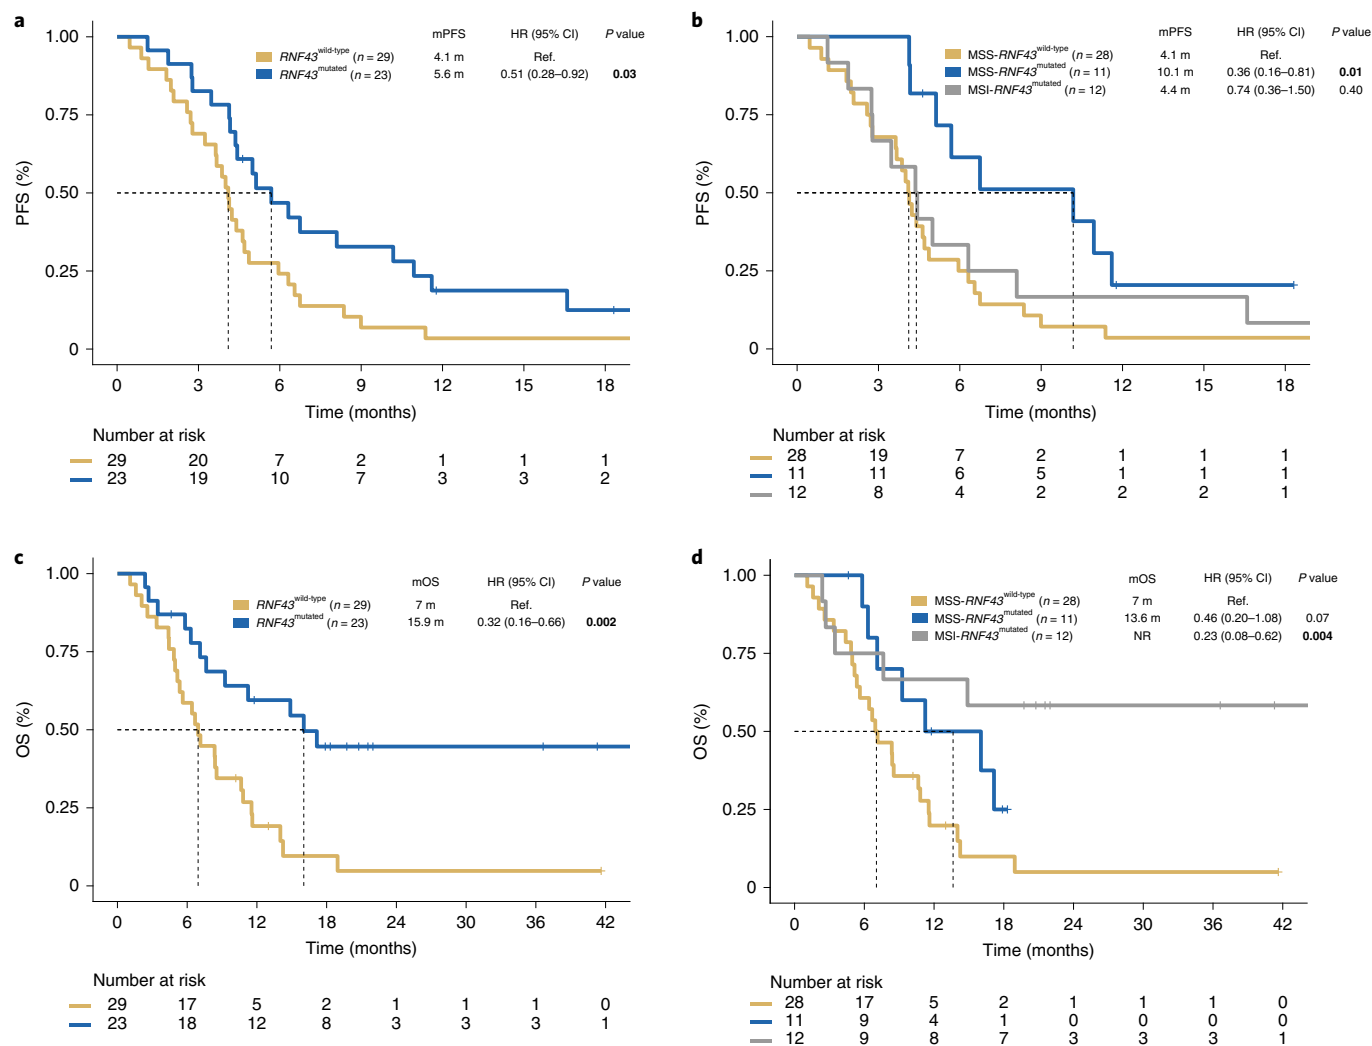 a
mPFS HR (95% CI) P value
RNF43wild-type (n = 29) 4.1 m Ref.
RNF43mutated (n = 23) 5.6 m 0.51 (0.28–0.92) 0.03
1.00
0.75
0.50
0.25
0
PFS (%)
0 3 6 9 12 15 18
Time (months)
Number at risk
29 20 7 2 1 1 1
23 19 10 7 3 3 2
b
mPFS HR (95% CI) P value
MSS-RNF43wild-type (n = 28) 4.1 m Ref.
MSS-RNF43mutated (n = 11) 10.1 m 0.36 (0.16–0.81) 0.01
MSI-RNF43mutated (n = 12) 4.4 m 0.74 (0.36–1.50) 0.40
1.00
0.75
0.50
0.25
0
PFS (%)
0 3 6 9 12 15 18
Time (months)
Number at risk
28 19 7 2 1 1 1
11 11 6 5 1 1 1
12 8 4 2 2 2 1
c
mOS HR (95% CI) P value
RNF43wild-type (n = 29) 7 m Ref.
RNF43mutated (n = 23) 15.9 m 0.32 (0.16–0.66) 0.002
1.00
0.75
0.50
0.25
0
OS (%)
0 6 12 18 24 30 36 42
Time (months)
Number at risk
29 17 5 2 1 1 1 0
23 18 12 8 3 3 3 1
d
mOS HR (95% CI) P value
MSS-RNF43wild-type (n = 28) 7 m Ref.
MSS-RNF43mutated (n = 11) 13.6 m 0.46 (0.20–1.08) 0.07
MSI-RNF43mutated (n = 12) NR 0.23 (0.08–0.62) 0.004
1.00
0.75
0.50
0.25
0
OS (%)
0 6 12 18 24 30 36 42
Time (months)
Number at risk
28 17 5 2 1 1 1 0
11 9 4 1 0 0 0 0
12 9 8 7 3 3 3 1